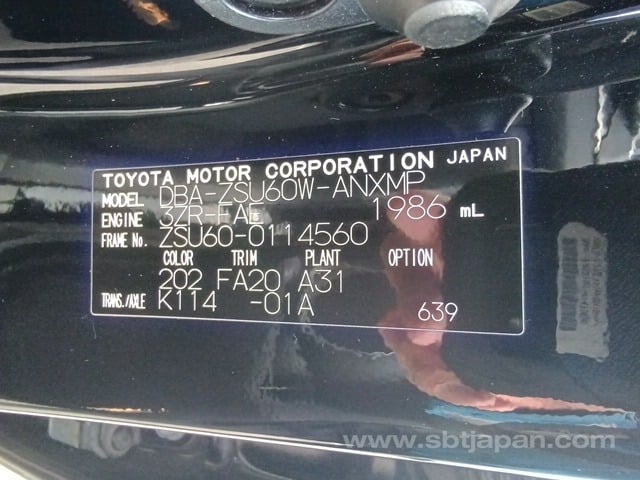 TOYOTA MOTOR CORPORATION JAPAN
MODEL DBA-ZSU60W-ANXMP
ENGINE 3ZR-FAE 1986 mL
FRAME No. ZSU60-0114560
COLOR TRIM PLANT OPTION
202 FA20 A31
TRANS./AXLE K114 -01A 639
www.sbtjapan.com